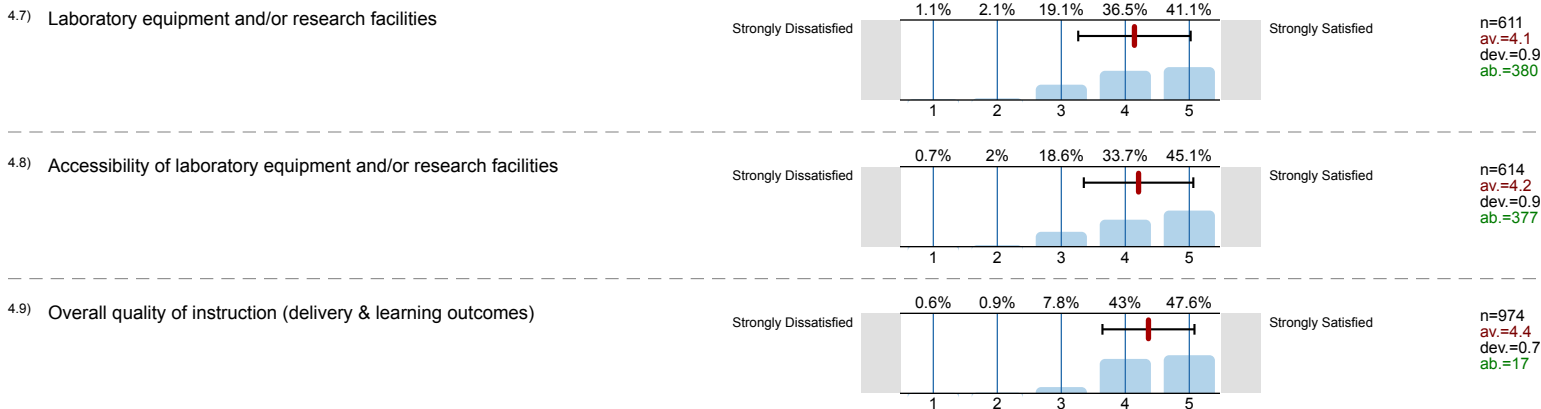 4.7) Laboratory equipment and/or research facilities
1.1% 2.1% 19.1% 36.5% 41.1%
Strongly Dissatisfied
Strongly Satisfied
1 2 3 4 5
n=611
av.=4.1
dev.=0.9
ab.=380
4.8) Accessibility of laboratory equipment and/or research facilities
0.7% 2% 18.6% 33.7% 45.1%
Strongly Dissatisfied
Strongly Satisfied
1 2 3 4 5
n=614
av.=4.2
dev.=0.9
ab.=377
4.9) Overall quality of instruction (delivery & learning outcomes)
0.6% 0.9% 7.8% 43% 47.6%
Strongly Dissatisfied
Strongly Satisfied
1 2 3 4 5
n=974
av.=4.4
dev.=0.7
ab.=17